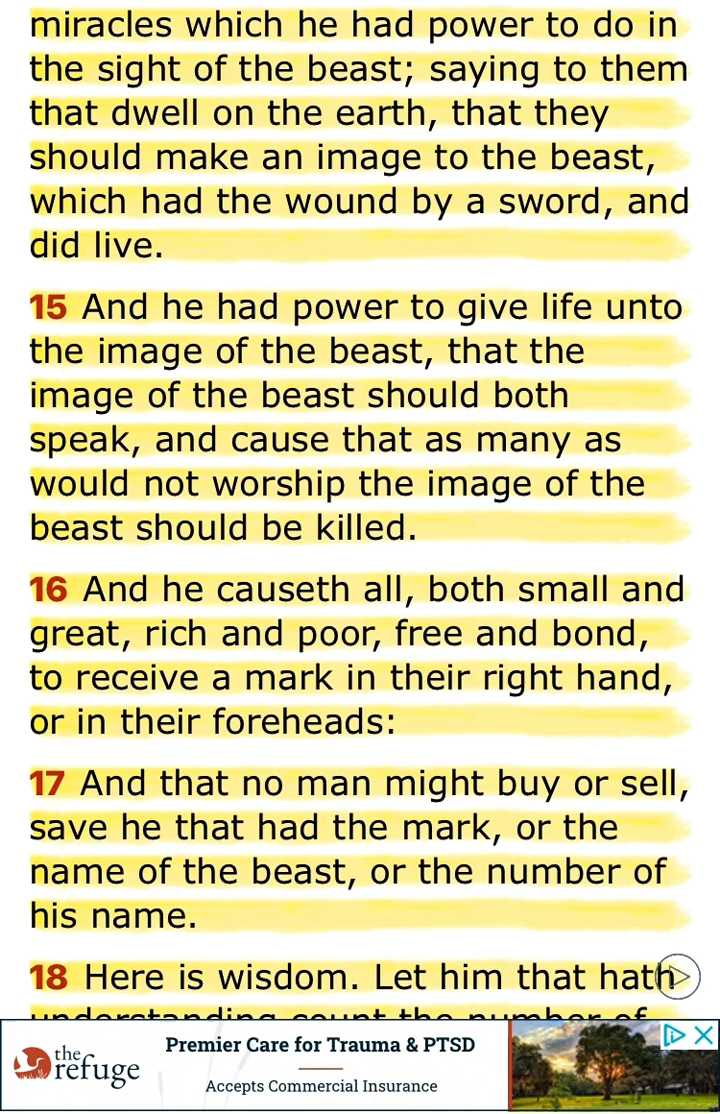 miracles which he had power to do in
the sight of the beast; saying to them
that dwell on the earth, that they
should make an image to the beast,
which had the wound by a sword, and
did live.
15 And he had power to give life unto
the image of the beast, that the
image of the beast should both
speak, and cause that as many as
would not worship the image of the
beast should be killed.
16 And he causeth all, both small and
great, rich and poor, free and bond,
to receive a mark in their right hand,
or in their foreheads:
17 And that no man might buy or sell,
save he that had the mark, or the
name of the beast, or the number of
his name.
18 Here is wisdom. Let him that hath
understanding count the number of
the
refuge
Premier Care for Trauma & PTSD
Accepts Commercial Insurance